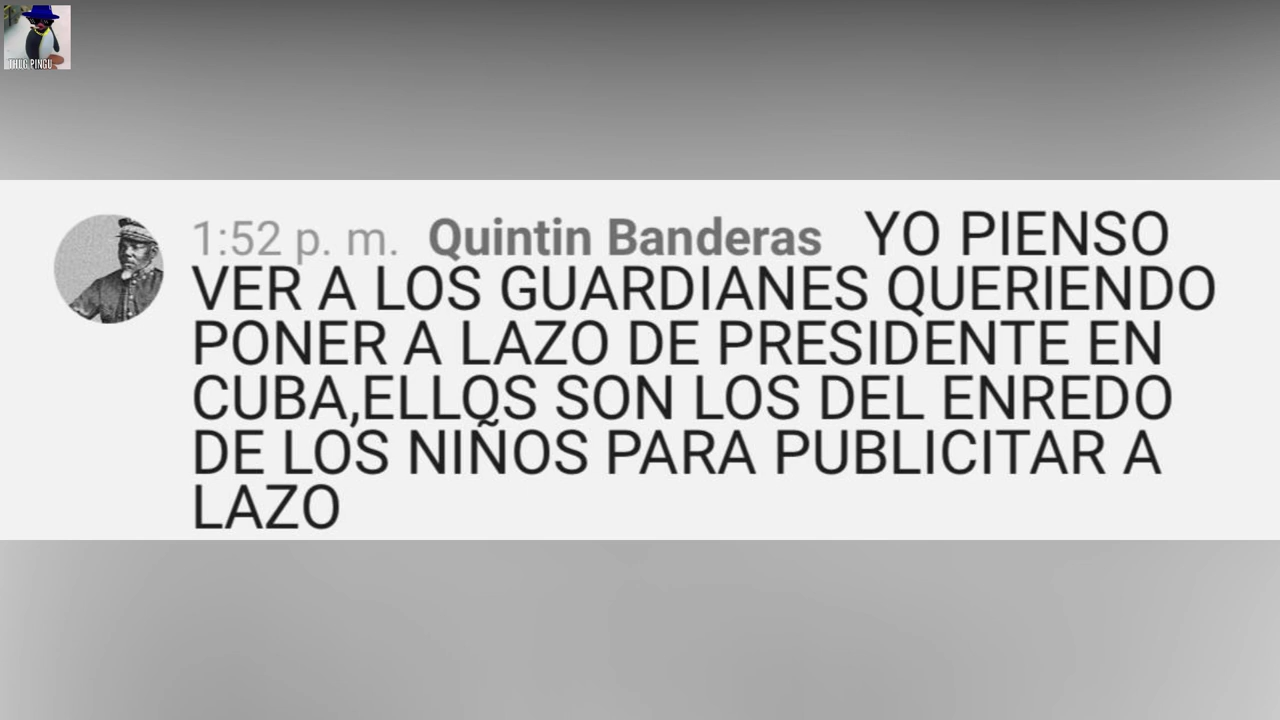 THUG PINGU
1:52 p. m. Quintin Banderas YO PIENSO
VER A LOS GUARDIANES QUERIENDO
PONER A LAZO DE PRESIDENTE EN
CUBA,ELLOS SON LOS DEL ENREDO
DE LOS NIÑOS PARA PUBLICITAR A
LAZO